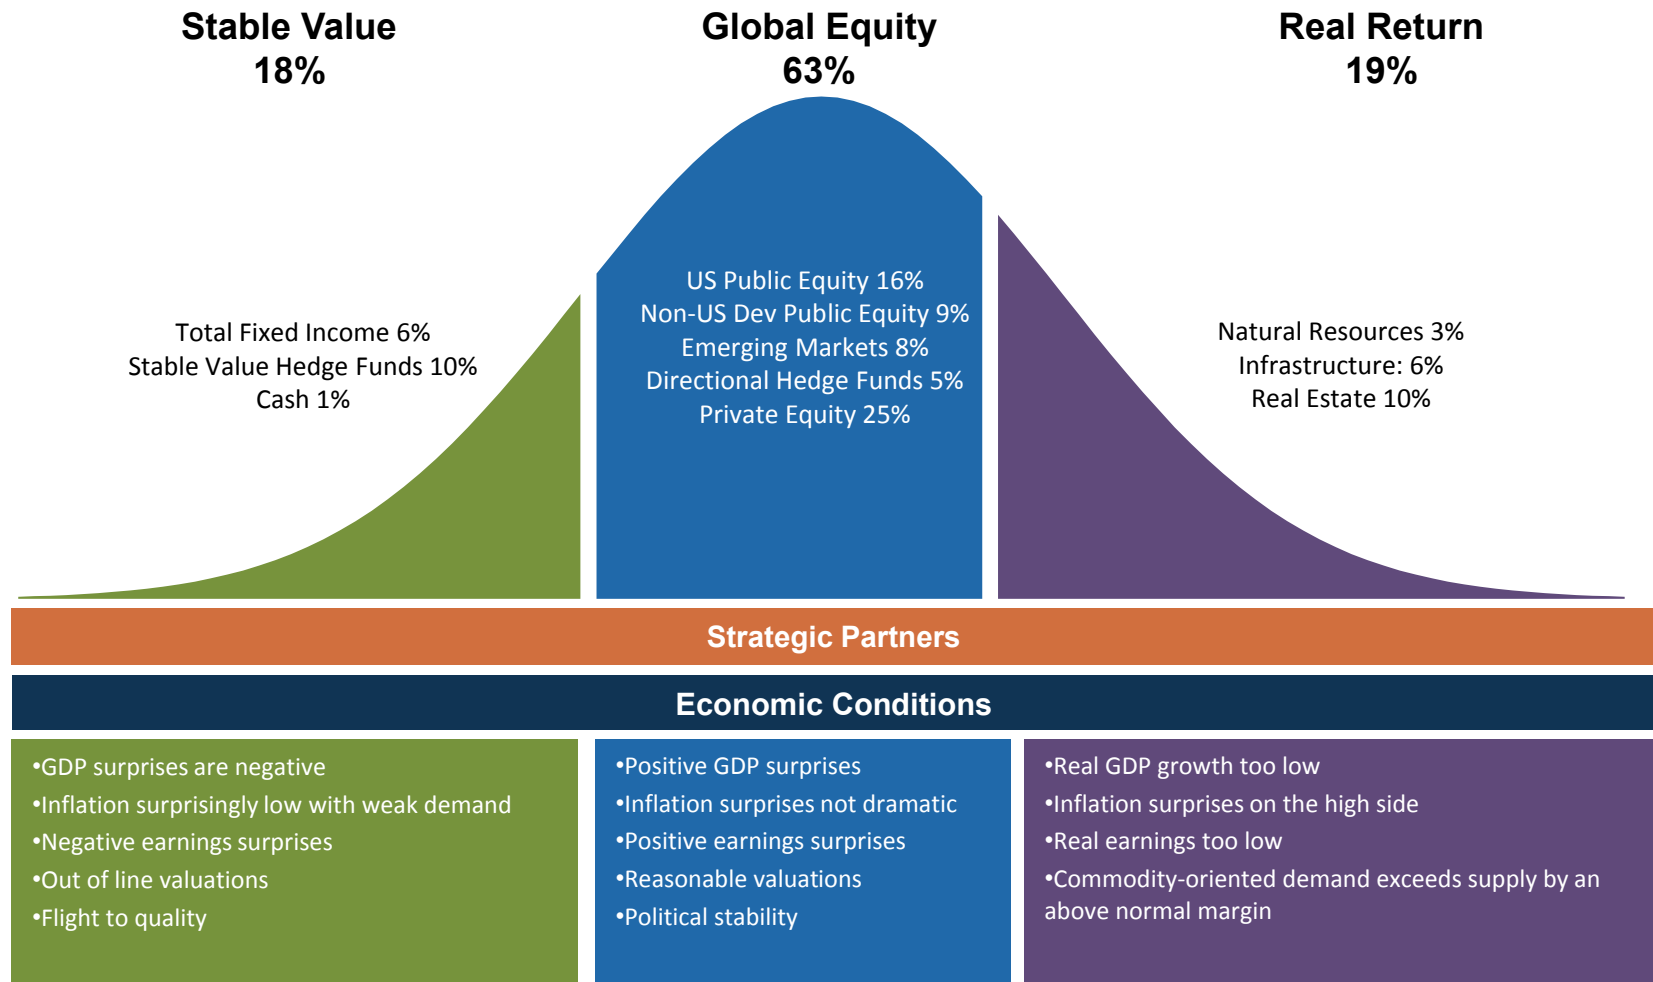 Stable Value
18%
Global Equity
63%
Real Return
19%
Total Fixed Income 6%
Stable Value Hedge Funds 10%
Cash 1%
US Public Equity 16%
Non-US Dev Public Equity 9%
Emerging Markets 8%
Directional Hedge Funds 5%
Private Equity 25%
Natural Resources 3%
Infrastructure: 6%
Real Estate 10%
Strategic Partners
Economic Conditions
•GDP surprises are negative
•Inflation surprisingly low with weak demand
•Negative earnings surprises
•Out of line valuations
•Flight to quality
•Positive GDP surprises
•Inflation surprises not dramatic
•Positive earnings surprises
•Reasonable valuations
•Political stability
•Real GDP growth too low
•Inflation surprises on the high side
•Real earnings too low
•Commodity-oriented demand exceeds supply by an
above normal margin